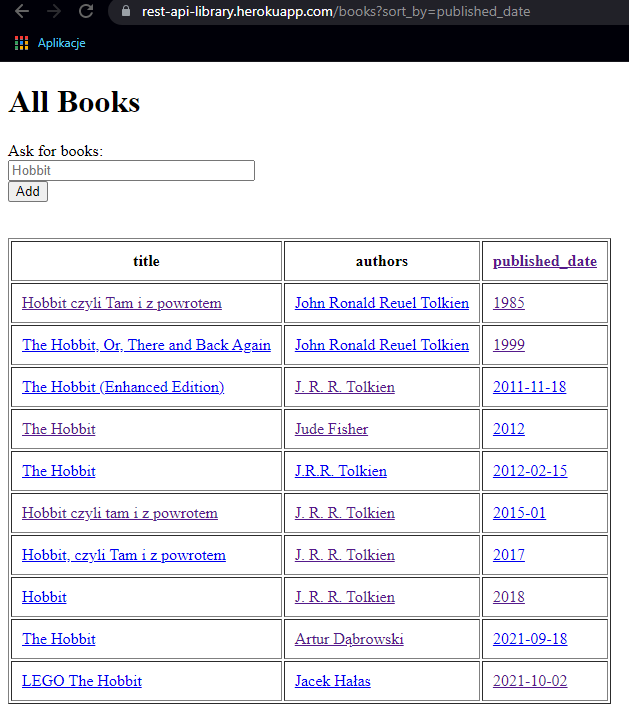 rest-api-library.herokuapp.com/books?sort_by=published_date
Aplikacje
All Books
Ask for books:
Hobbit
Add
title authors published_date
Hobbit czyli Tam i z powrotem John Ronald Reuel Tolkien 1985
The Hobbit, Or, There and Back Again John Ronald Reuel Tolkien 1999
The Hobbit (Enhanced Edition) J. R. R. Tolkien 2011-11-18
The Hobbit Jude Fisher 2012
The Hobbit J.R.R. Tolkien 2012-02-15
Hobbit czyli tam i z powrotem J. R. R. Tolkien 2015-01
Hobbit, czyli Tam i z powrotem J. R. R. Tolkien 2017
Hobbit J. R. R. Tolkien 2018
The Hobbit Artur Dąbrowski 2021-09-18
LEGO The Hobbit Jacek Hałas 2021-10-02